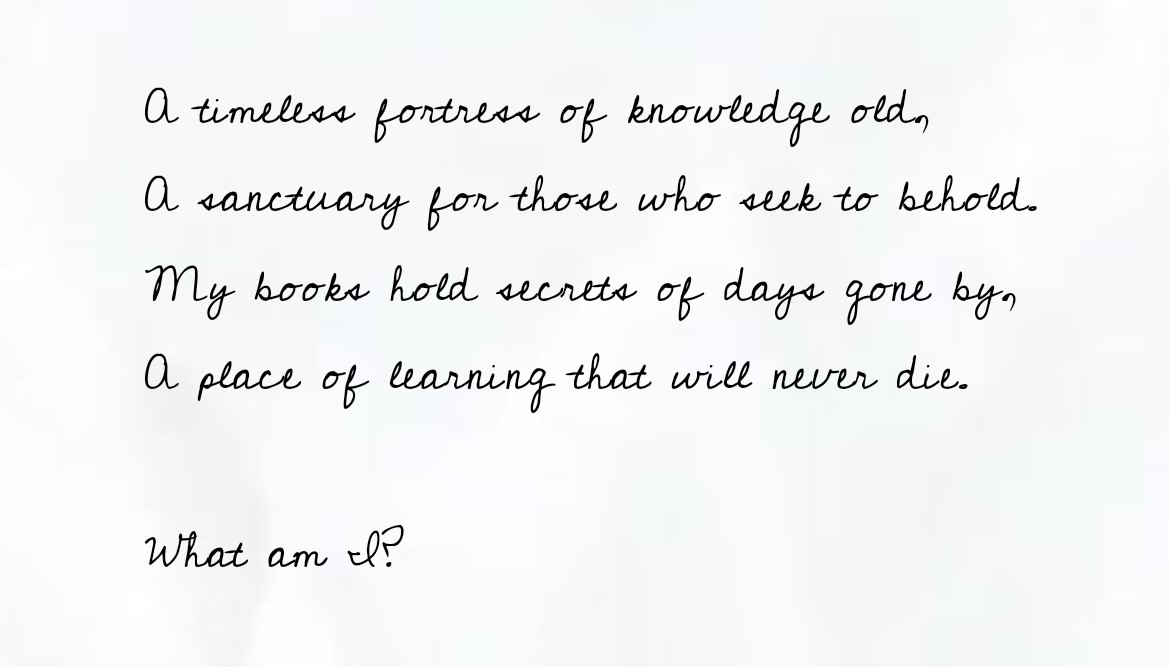 A timeless fortress of knowledge old,
A sanctuary for those who seek to behold.
My books hold secrets of days gone by,
A place of learning that will never die.
What am I?